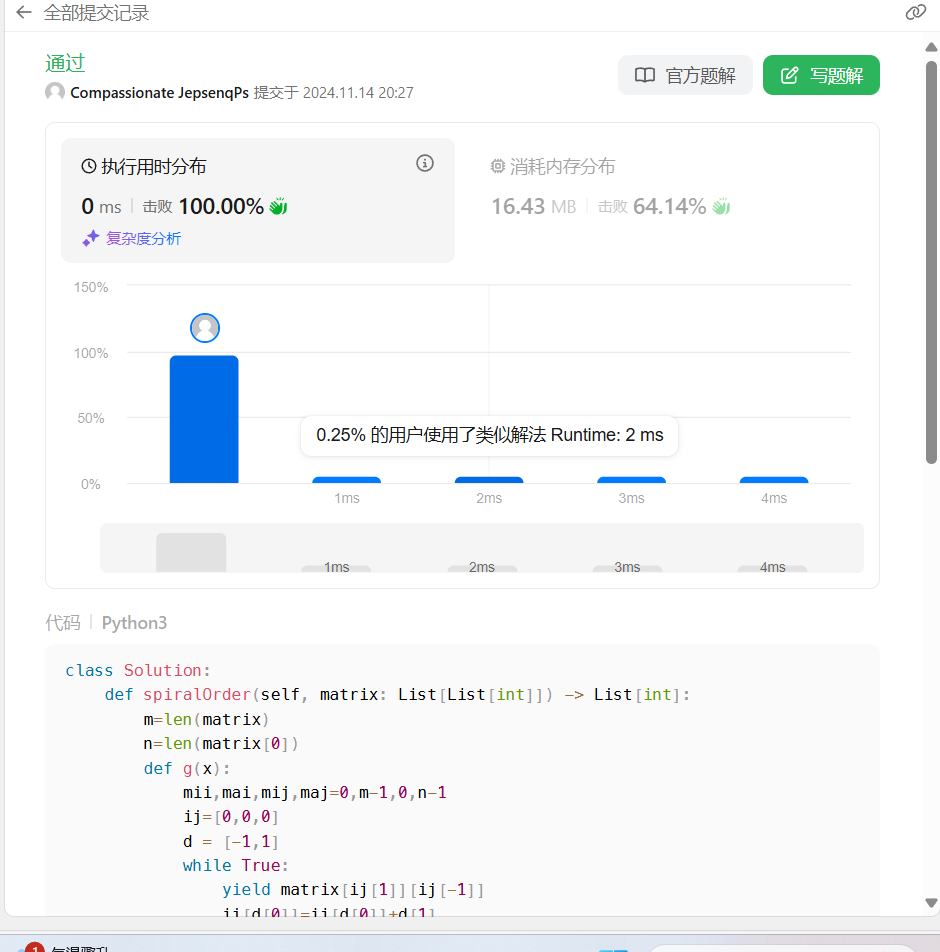 全部提交记录
通过
官方题解
写题解
Compassionate JepsenqPs 提交于 2024.11.14 20:27
执行用时分布
消耗内存分布
0 ms 击败 100.00%
16.43 MB 击败 64.14%
复杂度分析
150%
100%
50%
0.25% 的用户使用了类似解法 Runtime: 2 ms
0%
1ms 2ms 3ms 4ms
1ms 2ms 3ms 4ms
代码 Python3
class Solution:
def spiralOrder(self, matrix: List[List[int]]) -> List[int]:
m=len(matrix)
n=len(matrix[0])
def g(x):
mii,mai,mij,maj=0,m-1,0,n-1
ij=[0,0,0]
d = [-1,1]
while True:
yield matrix[ij[1]][ij[-1]]
ij[d[0]]=ij[d[0]]+d[1]
1